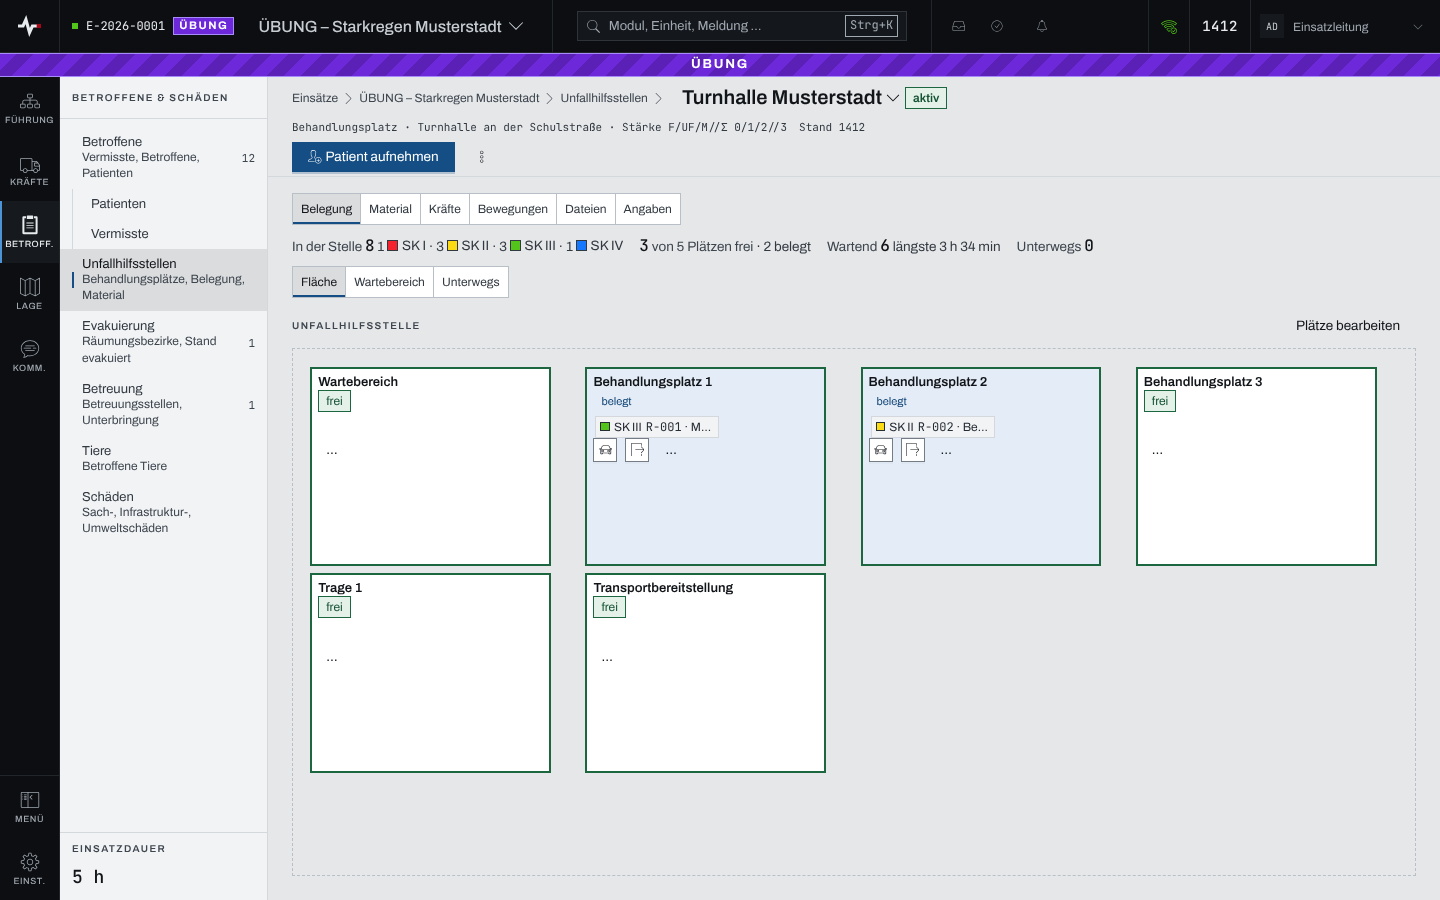 E-2026-0001 ÜBUNG ÜBUNG – Starkregen Musterstadt Modul, Einheit, Meldung ... Strg+K 1412 AD Einsatzleitung
ÜBUNG
FÜHRUNG
KRÄFTE
BETROFF.
LAGE
KOMM.
MENÜ
EINST.
BETROFFENE & SCHÄDEN
Betroffene
Vermisste, Betroffene, 12
Patienten
Patienten
Vermisste
Unfallhilfsstellen
Behandlungsplätze, Belegung,
Material
Evakuierung
Räumungsbezirke, Stand 1
evakuiert
Betreuung
Betreuungsstellen, 1
Unterbringung
Tiere
Betroffene Tiere
Schäden
Sach-, Infrastruktur-,
Umweltschäden
EINSATZDAUER
5 h
Einsätze ÜBUNG – Starkregen Musterstadt Unfallhilfsstellen Turnhalle Musterstadt aktiv
Behandlungsplatz · Turnhalle an der Schulstraße · Stärke F/UF/M//Σ 0/1/2//3 Stand 1412
Patient aufnehmen
Belegung Material Kräfte Bewegungen Dateien Angaben
In der Stelle 8 1 SK I · 3 SK II · 3 SK III · 1 SK IV 3 von 5 Plätzen frei · 2 belegt Wartend 6 längste 3 h 34 min Unterwegs 0
Fläche Wartebereich Unterwegs
UNFALLHILFSSTELLE Plätze bearbeiten
Wartebereich
frei
...
Behandlungsplatz 1
belegt
SK III R-001 · M...
...
Behandlungsplatz 2
belegt
SK II R-002 · Be...
...
Behandlungsplatz 3
frei
...
Trage 1
frei
...
Transportbereitstellung
frei
...